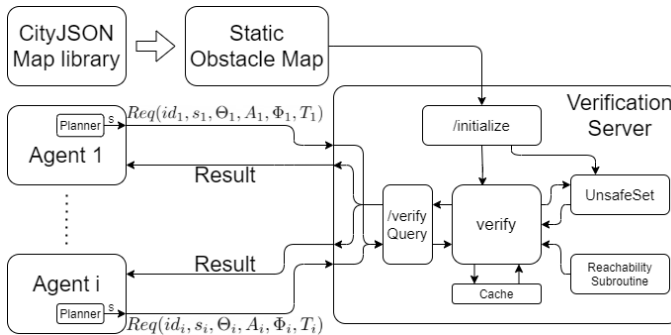 CityJSON
Map library
Static
Obstacle Map
Verification
Server
/initialize
Planner
s
Agent 1
Req(id₁, s₁, Θ₁, A₁, Φ₁, T₁)
Result
/verify
Query
verify
UnsafeSet
Result
Agent i
Planner
s
Req(idᵢ, sᵢ, Θᵢ, Aᵢ, Φᵢ, Tᵢ)
Cache
Reachability
Subroutine